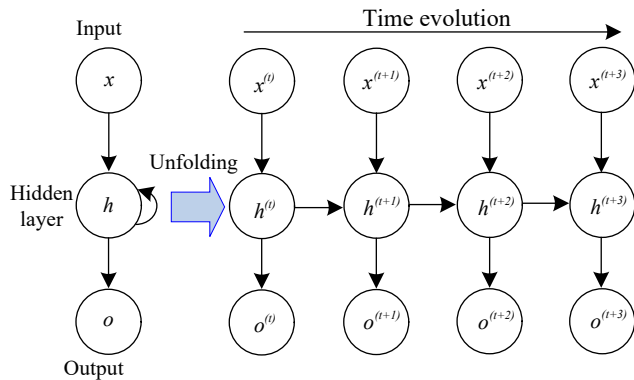 Input
Time evolution
x
x^(t)
x^(t+1)
x^(t+2)
x^(t+3)
Unfolding
Hidden
layer
h
h^(t)
h^(t+1)
h^(t+2)
h^(t+3)
o
o^(t)
o^(t+1)
o^(t+2)
o^(t+3)
Output